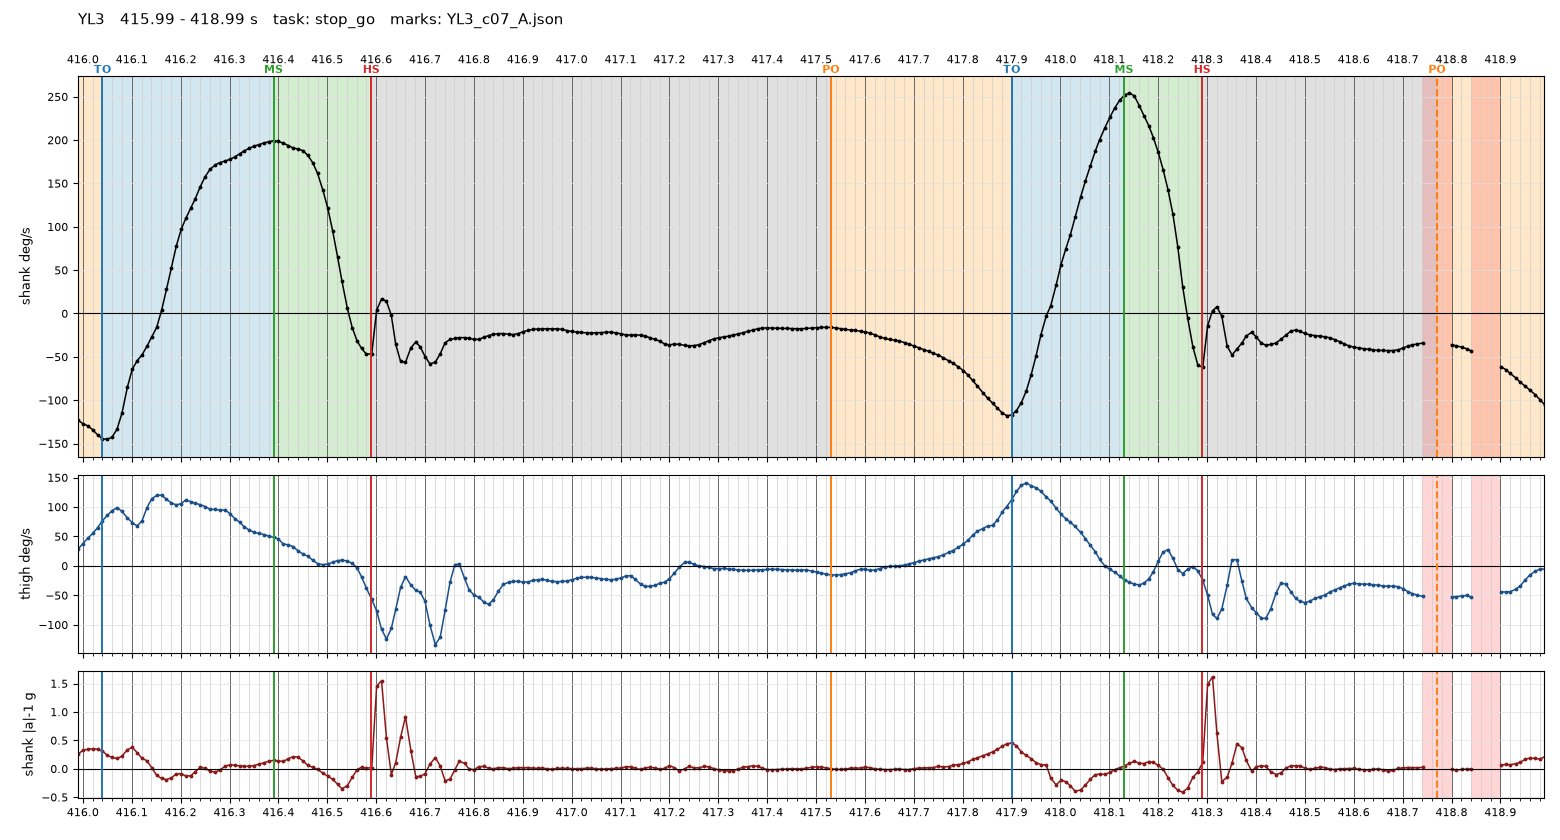 YL3   415.99 - 418.99 s   task: stop_go   marks: YL3_c07_A.json
416.0 416.1 416.2 416.3 416.4 416.5 416.6 416.7 416.8 416.9 417.0 417.1 417.2 417.3 417.4 417.5 417.6 417.7 417.8 417.9 418.0 418.1 418.2 418.3 418.4 418.5 418.6 418.7 418.8 418.9
TO MS HS PO TO MS HS PO
shank deg/s
250
200
150
100
50
0
−50
−100
−150
thigh deg/s
150
100
50
0
−50
−100
shank |a|-1 g
1.5
1.0
0.5
0.0
−0.5
416.0 416.1 416.2 416.3 416.4 416.5 416.6 416.7 416.8 416.9 417.0 417.1 417.2 417.3 417.4 417.5 417.6 417.7 417.8 417.9 418.0 418.1 418.2 418.3 418.4 418.5 418.6 418.7 418.8 418.9